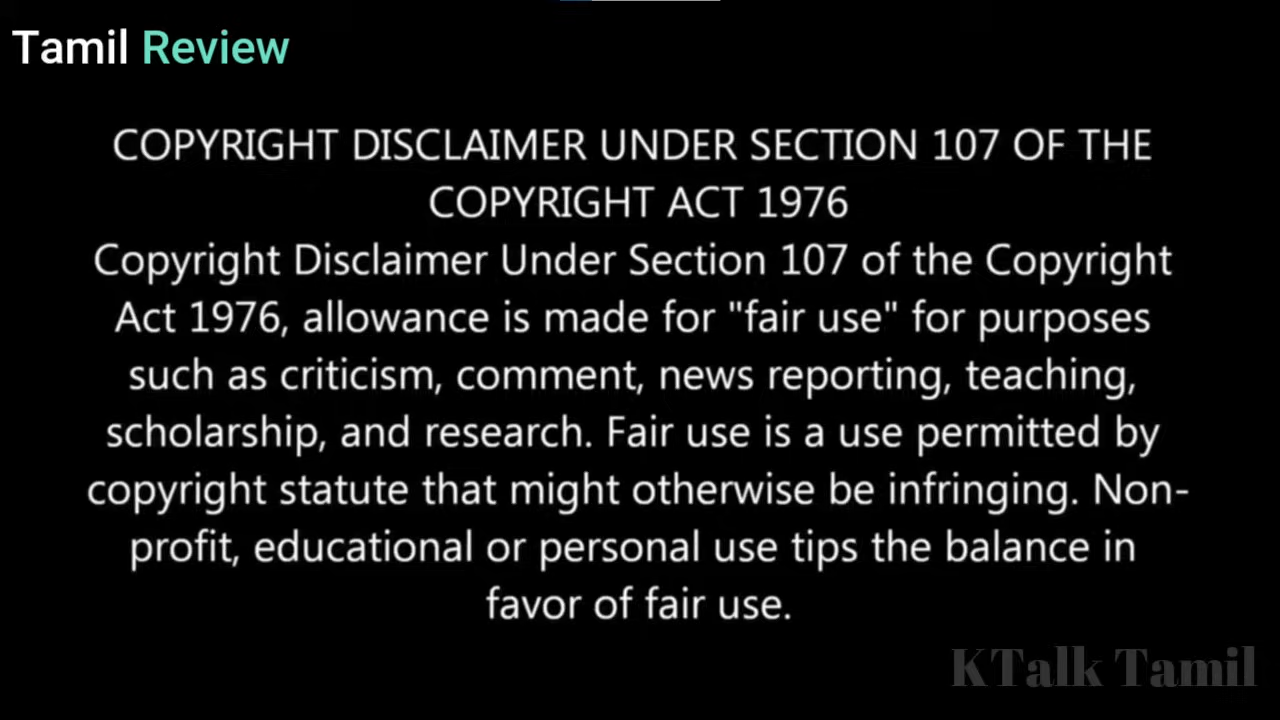 Tamil Review
COPYRIGHT DISCLAIMER UNDER SECTION 107 OF THE
COPYRIGHT ACT 1976
Copyright Disclaimer Under Section 107 of the Copyright
Act 1976, allowance is made for "fair use" for purposes
such as criticism, comment, news reporting, teaching,
scholarship, and research. Fair use is a use permitted by
copyright statute that might otherwise be infringing. Non-
profit, educational or personal use tips the balance in
favor of fair use.
KTalk Tamil